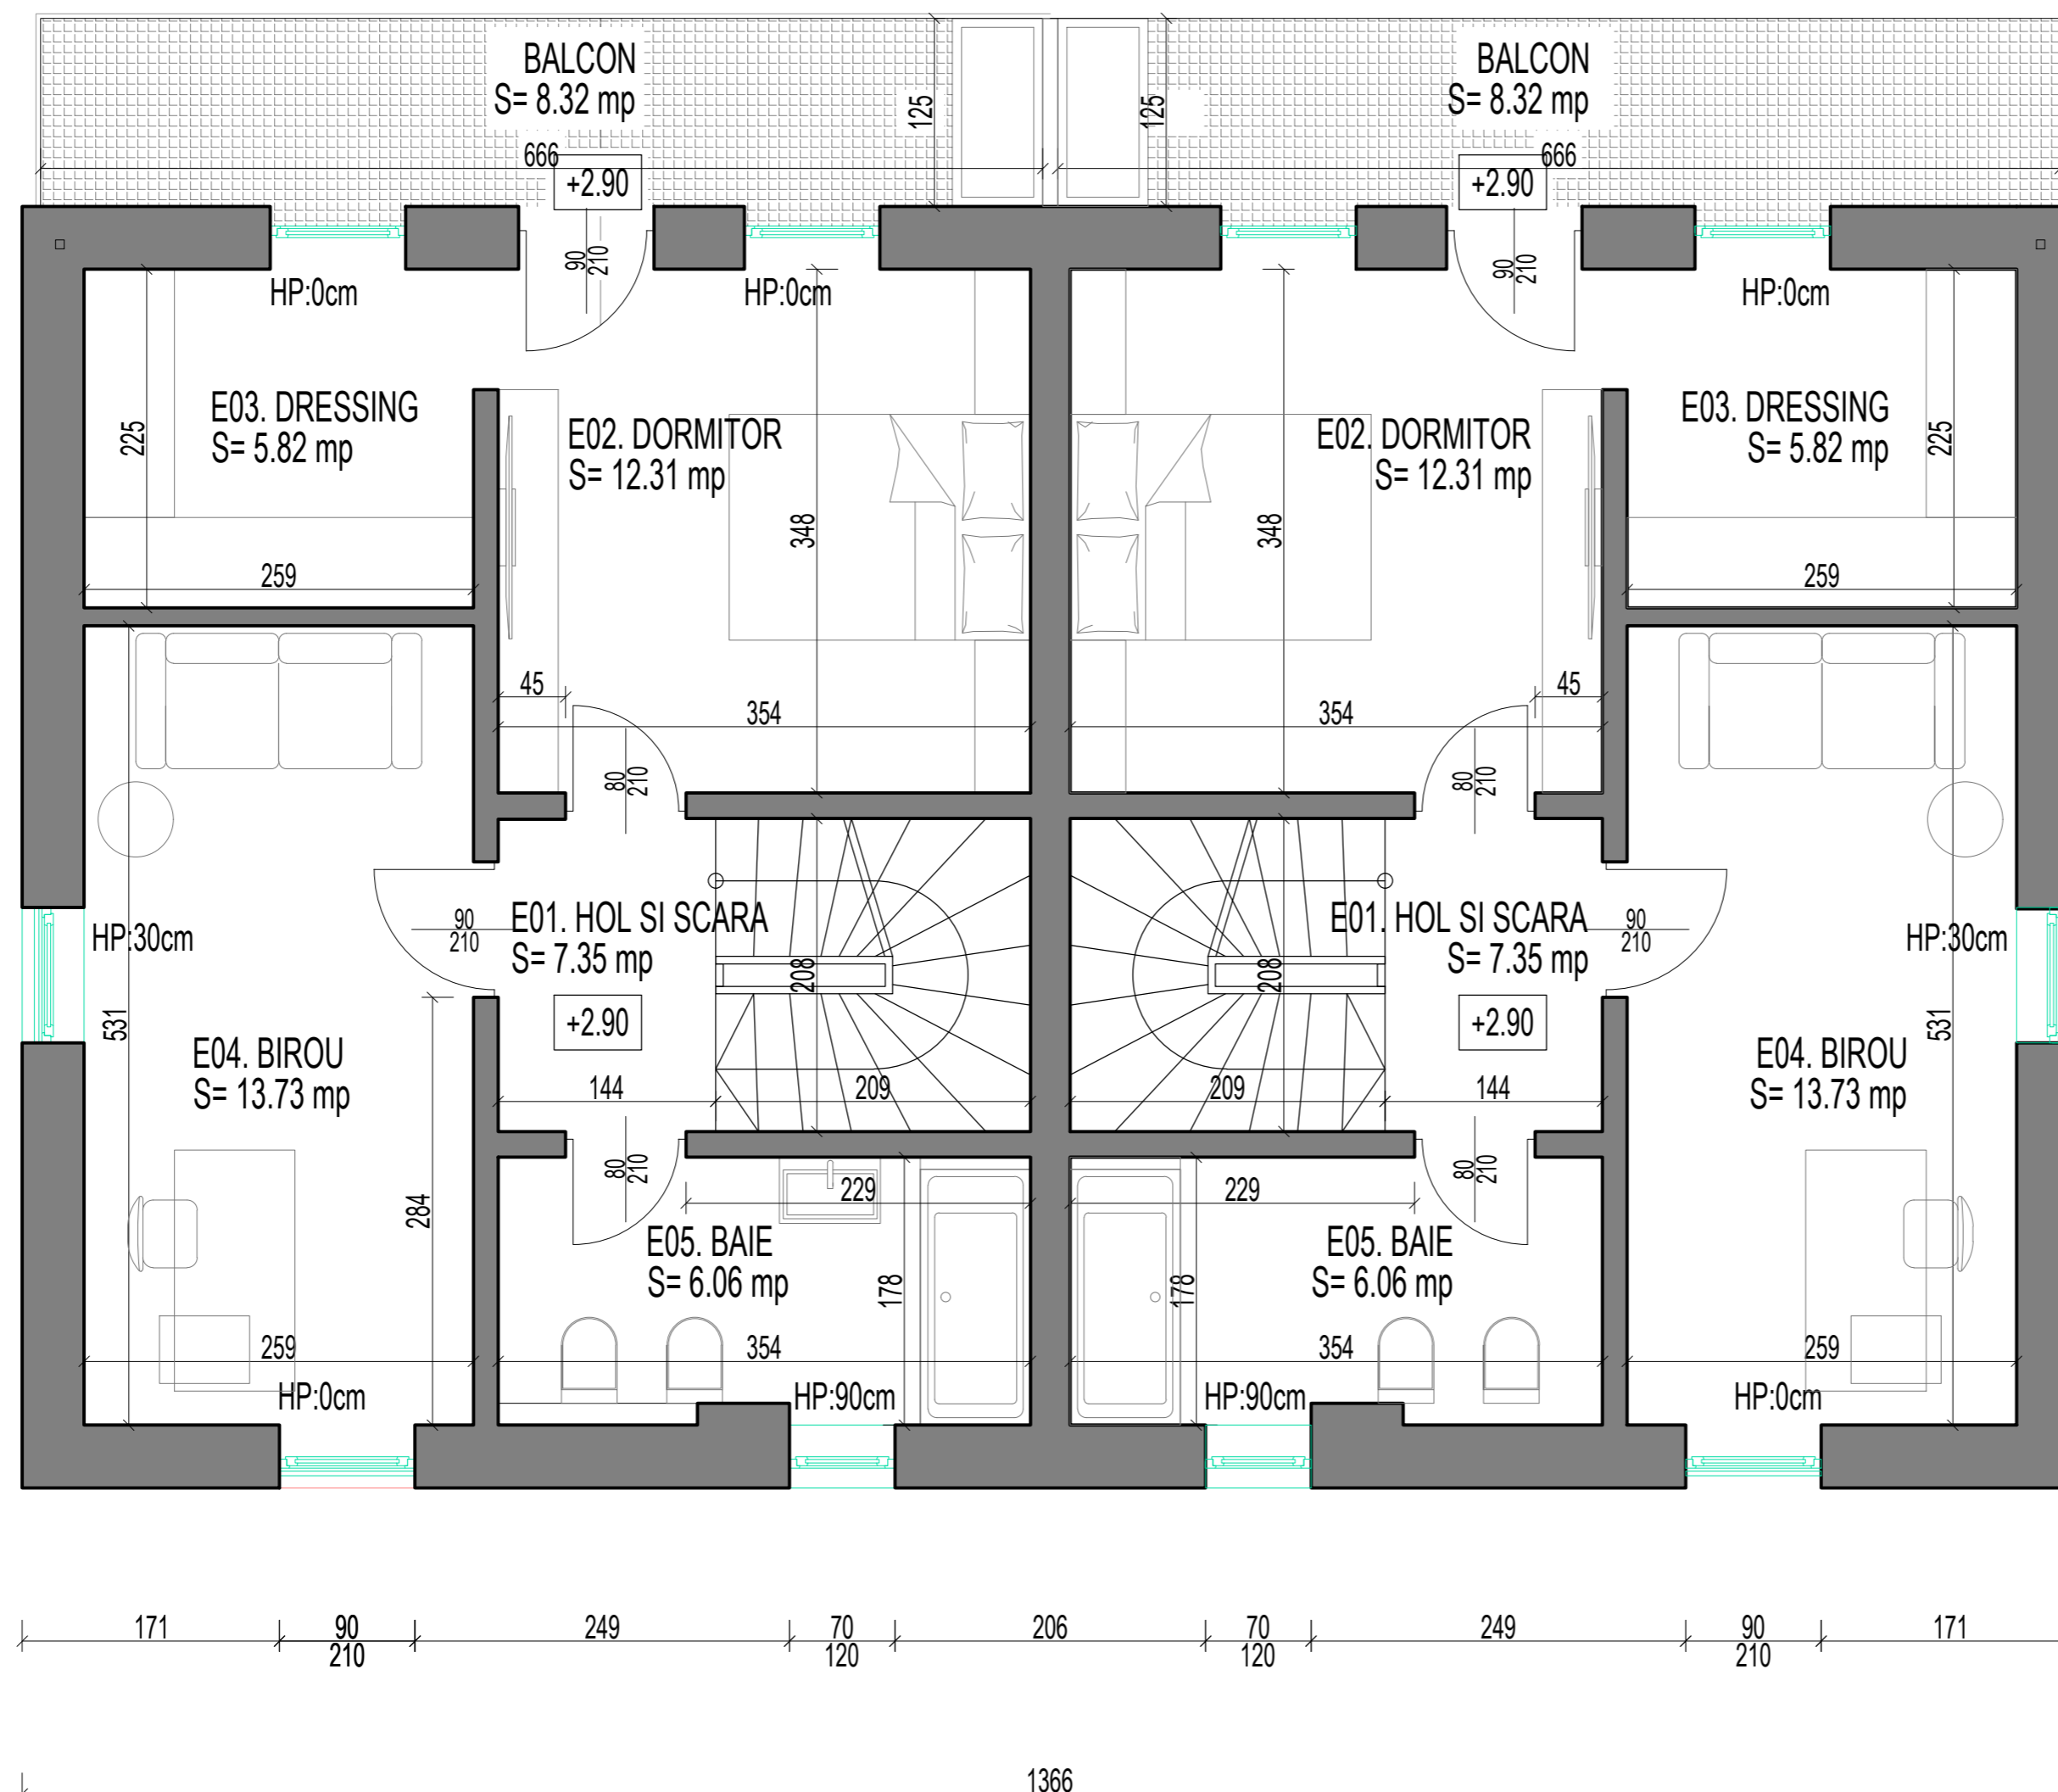 BALCON
S= 8.32 mp
BALCON
S= 8.32 mp
125
125
666
666
+2.90
+2.90
90
210
90
210
HP:0cm
HP:0cm
HP:0cm
E03. DRESSING
S= 5.82 mp
E02. DORMITOR
S= 12.31 mp
E02. DORMITOR
S= 12.31 mp
E03. DRESSING
S= 5.82 mp
225
348
348
225
259
259
45
354
354
45
80
210
80
210
E01. HOL SI SCARA
S= 7.35 mp
E01. HOL SI SCARA
S= 7.35 mp
90
210
90
210
HP:30cm
HP:30cm
208
208
+2.90
+2.90
531
531
E04. BIROU
S= 13.73 mp
E04. BIROU
S= 13.73 mp
144
209
209
144
80
210
80
210
284
229
229
E05. BAIE
S= 6.06 mp
E05. BAIE
S= 6.06 mp
178
178
259
354
354
259
HP:0cm
HP:90cm
HP:90cm
HP:0cm
171
90
210
249
70
120
206
70
120
249
90
210
171
1366